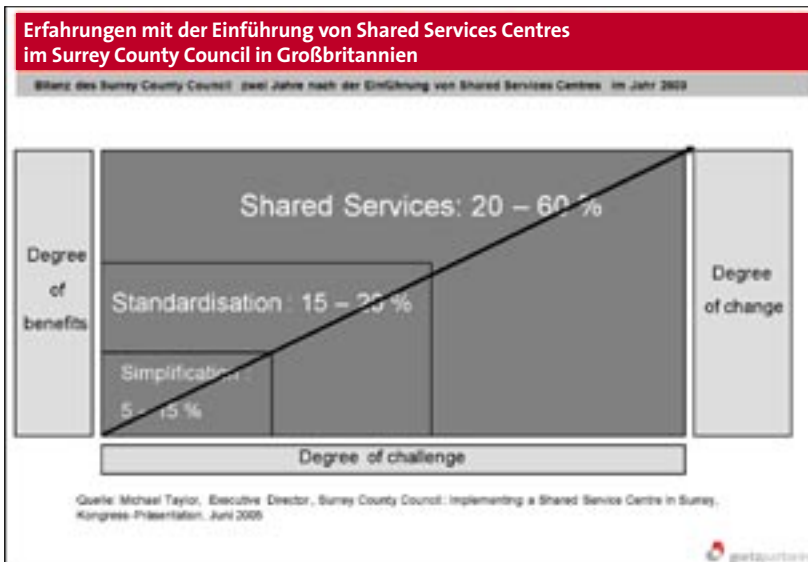 Erfahrungen mit der Einführung von Shared Services Centres
im Surrey County Council in Großbritannien
Bilanz des Surrey County Council zwei Jahre nach der Einführung von Shared Services Centres im Jahr 2003
Shared Services: 20 – 60 %
Degree
of
benefits
Standardisation : 15 – 25 %
Simplification :
5 – 15 %
Degree
of change
Degree of challenge
Quelle: Michael Taylor, Executive Director, Surrey County Council: Implementing a Shared Service Centre in Surrey,
Kongress-Präsentation, Juni 2005
goetzpartners